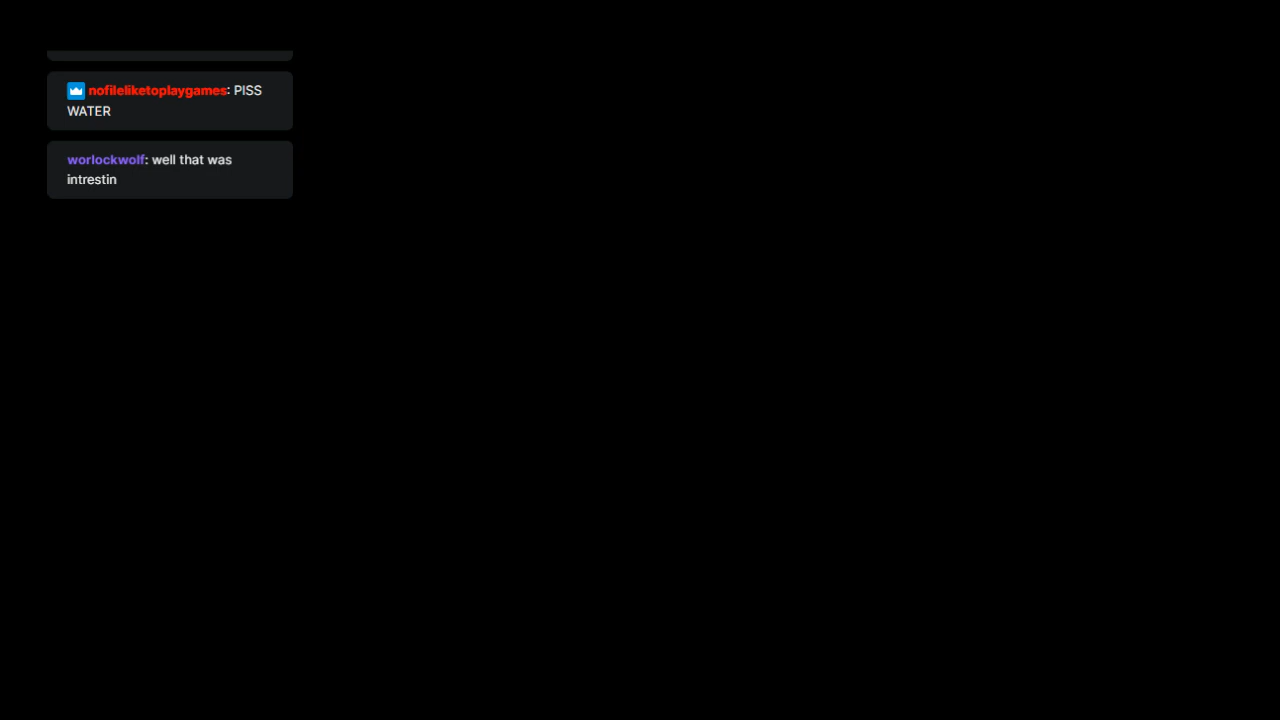 nofileliketoplaygames: PISS
WATER
worlockwolf: well that was
intrestin